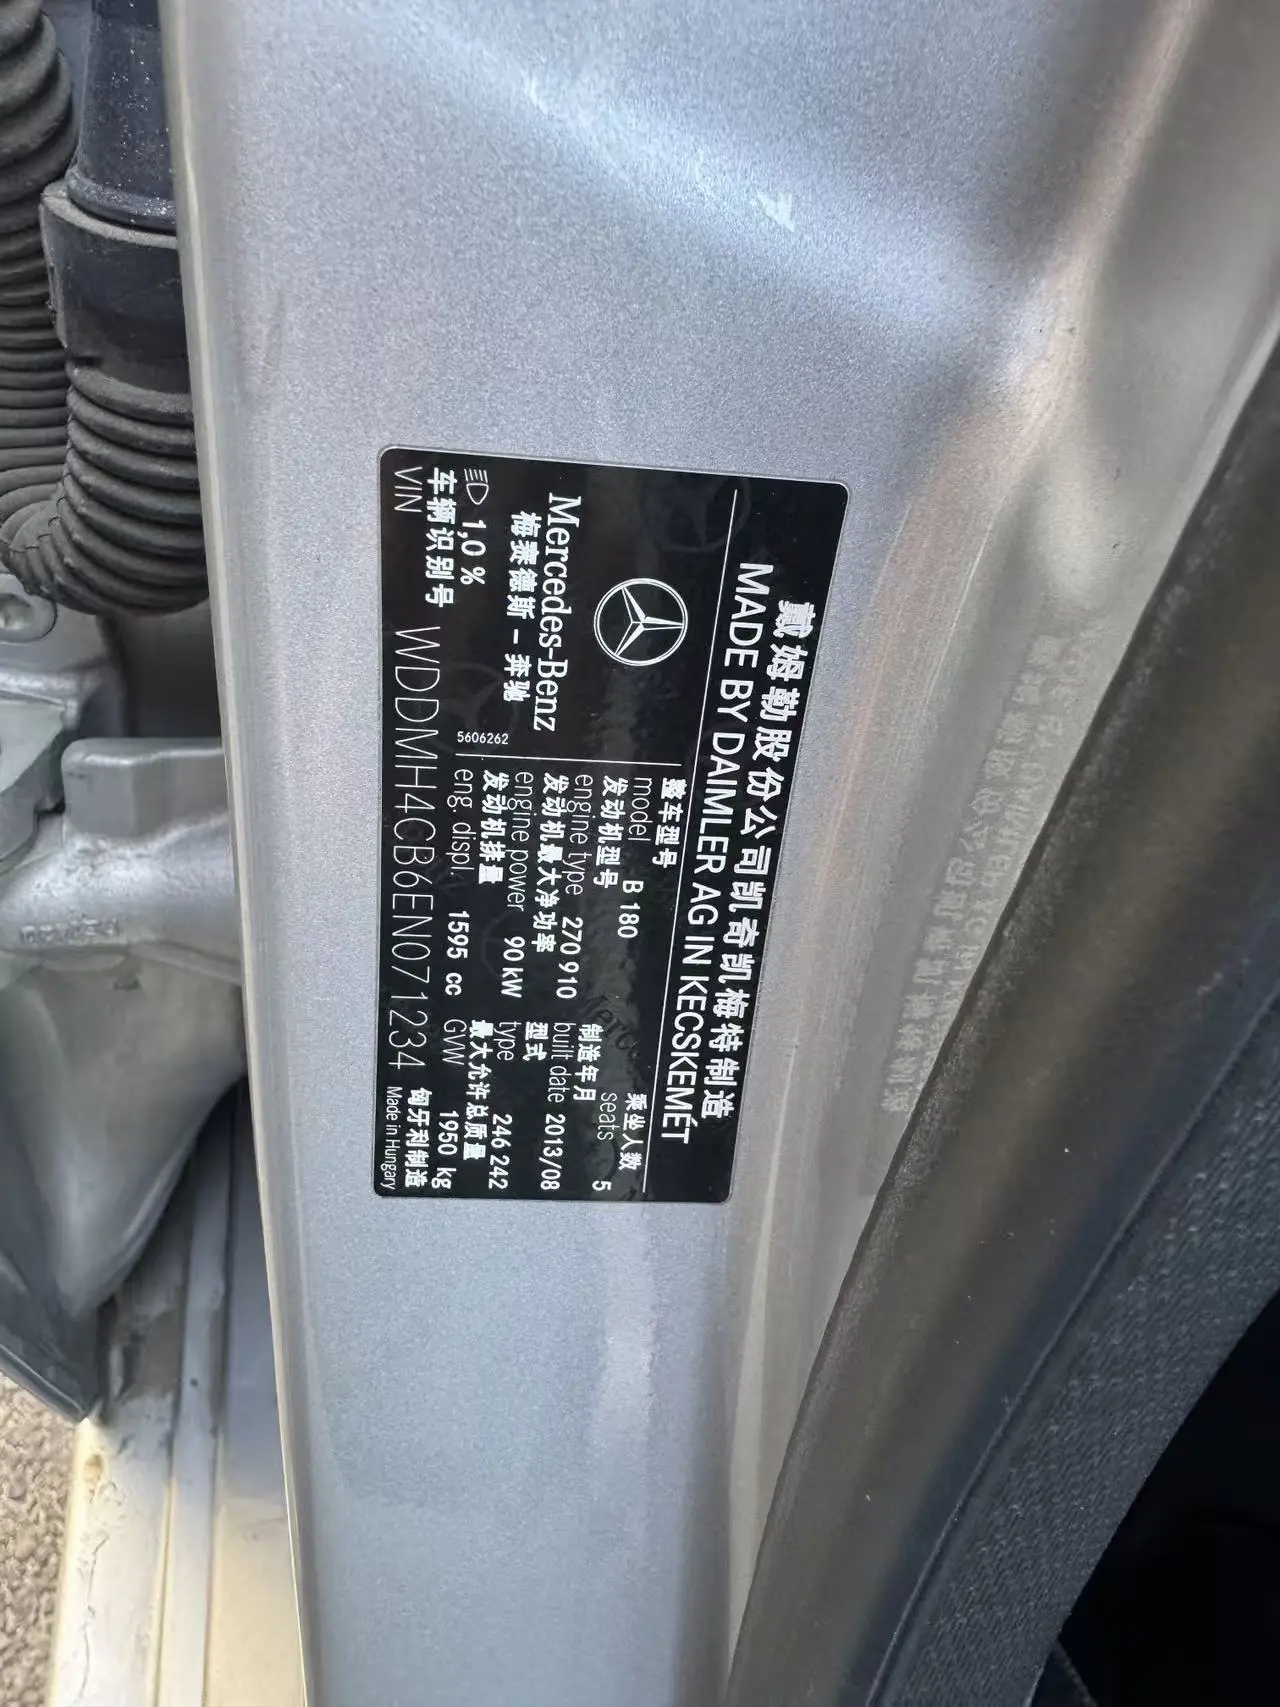 戴姆勒股份公司凯奇凯梅特制造
MADE BY DAIMLER AG IN KECSKEMÉT
Mercedes-Benz
梅赛德斯-奔驰
1,0 %
5606262
整车型号
model B 180
发动机型号
engine type 270 910
发动机最大净功率
engine power 90 kW
发动机排量
eng. displ. 1595 cc
乘坐人数
Seats 5
制造年月
built date 2013/08
型式
type 246 242
最大允许总质量
GVW 1950 kg
车辆识别号
VIN WDDMH4CB6EN071234
匈牙利制造
Made in Hungary